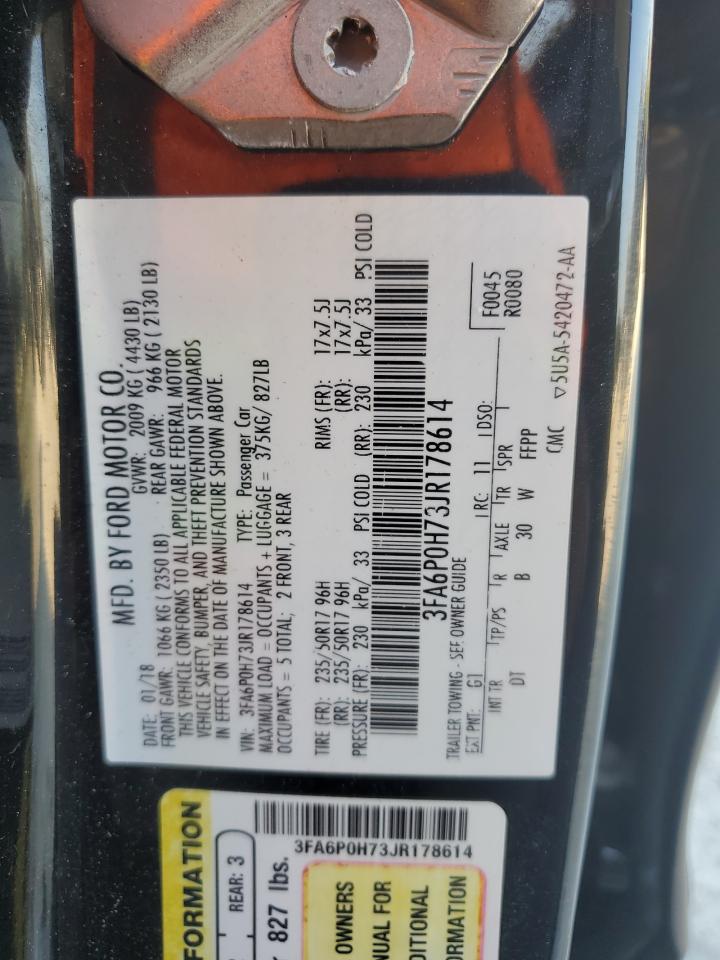 MFD. BY FORD MOTOR CO.
DATE: 01/18 GVWR: 2009 KG ( 4430 LB)
FRONT GAWR: 1066 KG ( 2350 LB) REAR GAWR: 966 KG ( 2130 LB)
THIS VEHICLE CONFORMS TO ALL APPLICABLE FEDERAL MOTOR
VEHICLE SAFETY, BUMPER, AND THEFT PREVENTION STANDARDS
IN EFFECT ON THE DATE OF MANUFACTURE SHOWN ABOVE.
VIN: 3FA6P0H73JR178614 TYPE: Passenger Car
MAXIMUM LOAD = OCCUPANTS + LUGGAGE = 375KG/ 827LB
OCCUPANTS = 5 TOTAL; 2 FRONT, 3 REAR
TIRE (FR): 235/50R17 96H RIMS (FR): 17x7.5J
(RR): 235/50R17 96H (RR): 17x7.5J
PRESSURE (FR): 230 kPa/ 33 PSI COLD (RR): 230 kPa/ 33 PSI COLD
3FA6P0H73JR178614
TRAILER TOWING - SEE OWNER GUIDE
EXT PNT: G1 RC: 11 DSO: F0045
R0080
INT TR TP/PS R AXLE TR SPR
DT B 30 W FFPP
CMC ▽5U5A-5420472-AA
FORMATION
REAR: 3
827 lbs.
3FA6P0H73JR178614
OWNERS
NUAL FOR
DITIONAL
ORMATION